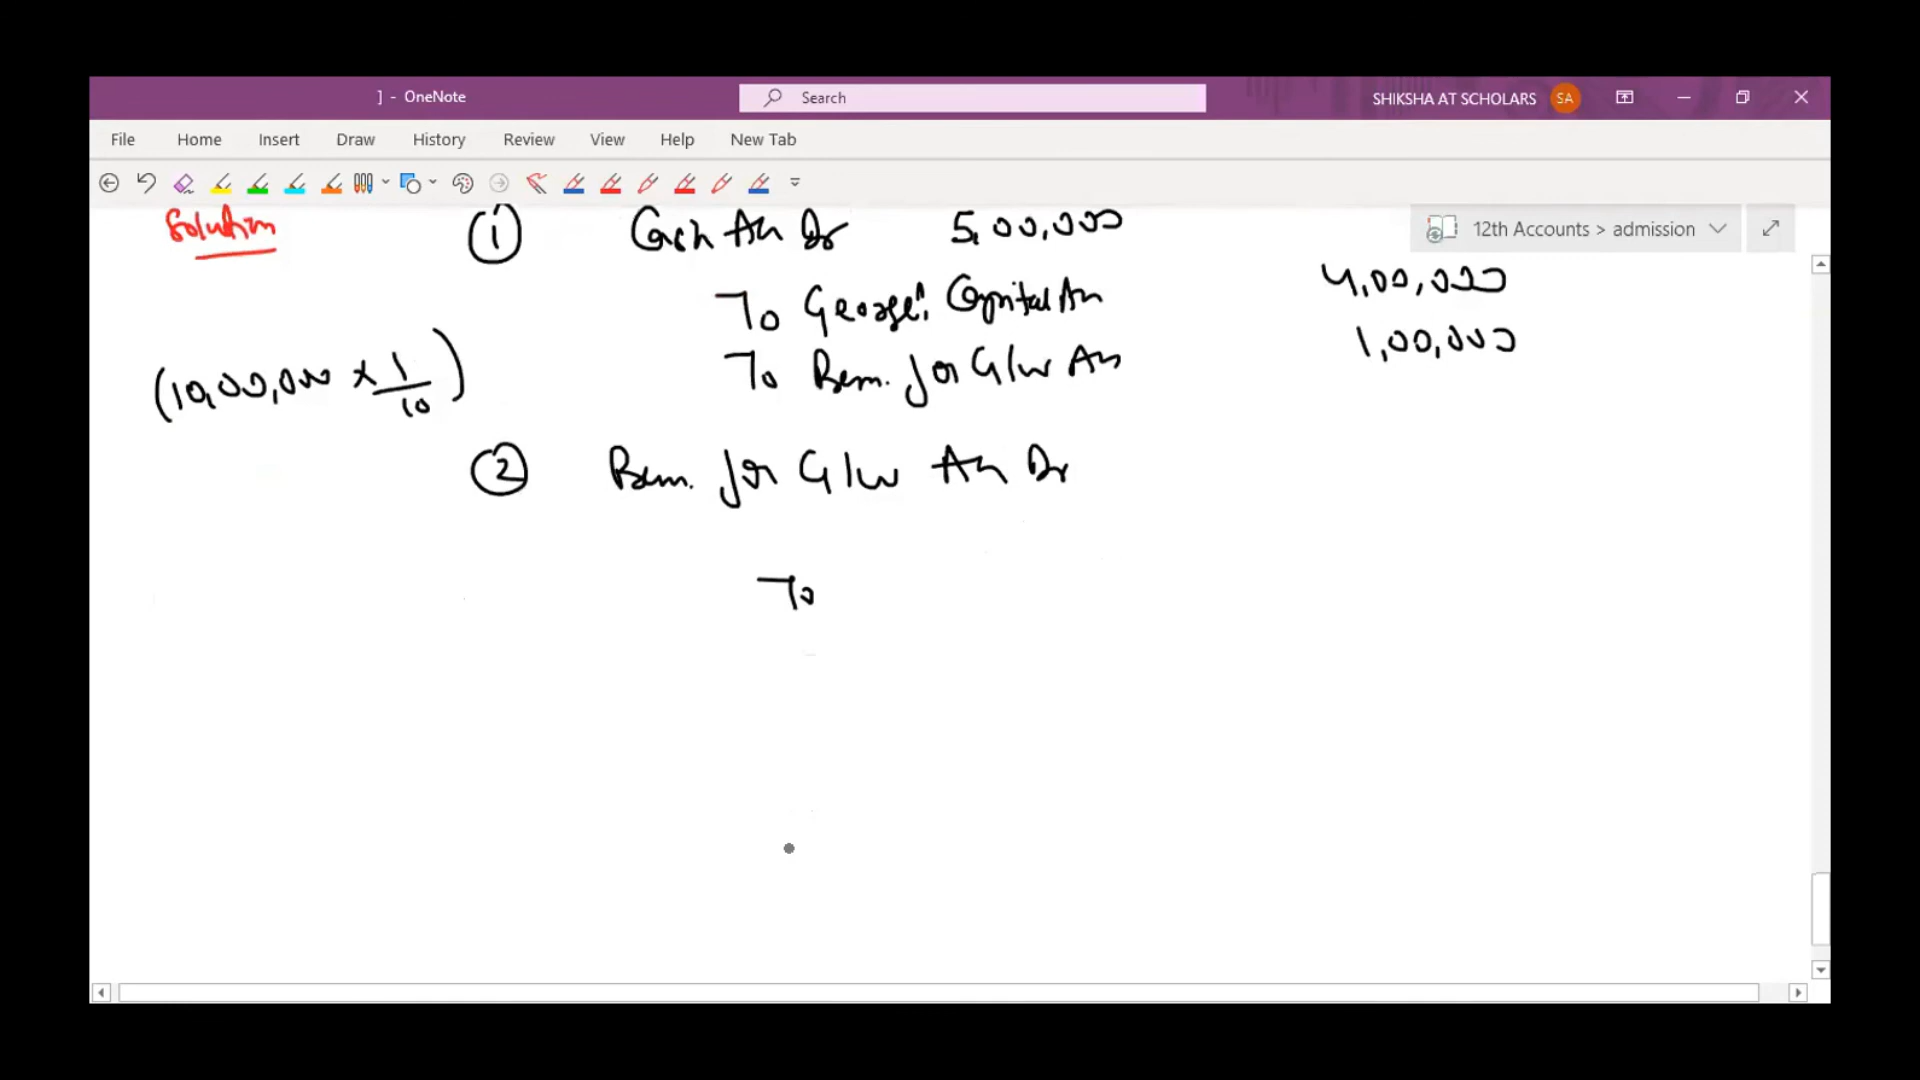 ] - OneNote
Search
SHIKSHA AT SCHOLARS SA
File Home Insert Draw History Review View Help New Tab
12th Accounts > admission
Solution
① Cash A/c Dr 5,00,000
To George's Capital A/c 4,00,000
To Prem. for G/w A/c 1,00,000
(10,00,000 × 1/10)
② Prem. for G/w A/c Dr
To